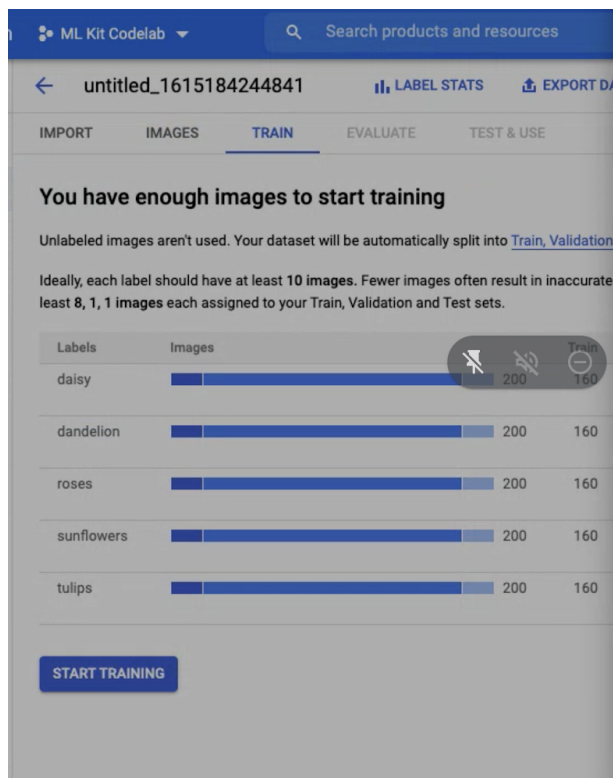 ML Kit Codelab
Search products and resources
untitled_1615184244841
LABEL STATS
EXPORT DA
IMPORT
IMAGES
TRAIN
EVALUATE
TEST & USE
You have enough images to start training
Unlabeled images aren't used. Your dataset will be automatically split into Train, Validation
Ideally, each label should have at least 10 images. Fewer images often result in inaccurate
least 8, 1, 1 images each assigned to your Train, Validation and Test sets.
Labels Images Train
daisy 200 160
dandelion 200 160
roses 200 160
sunflowers 200 160
tulips 200 160
START TRAINING